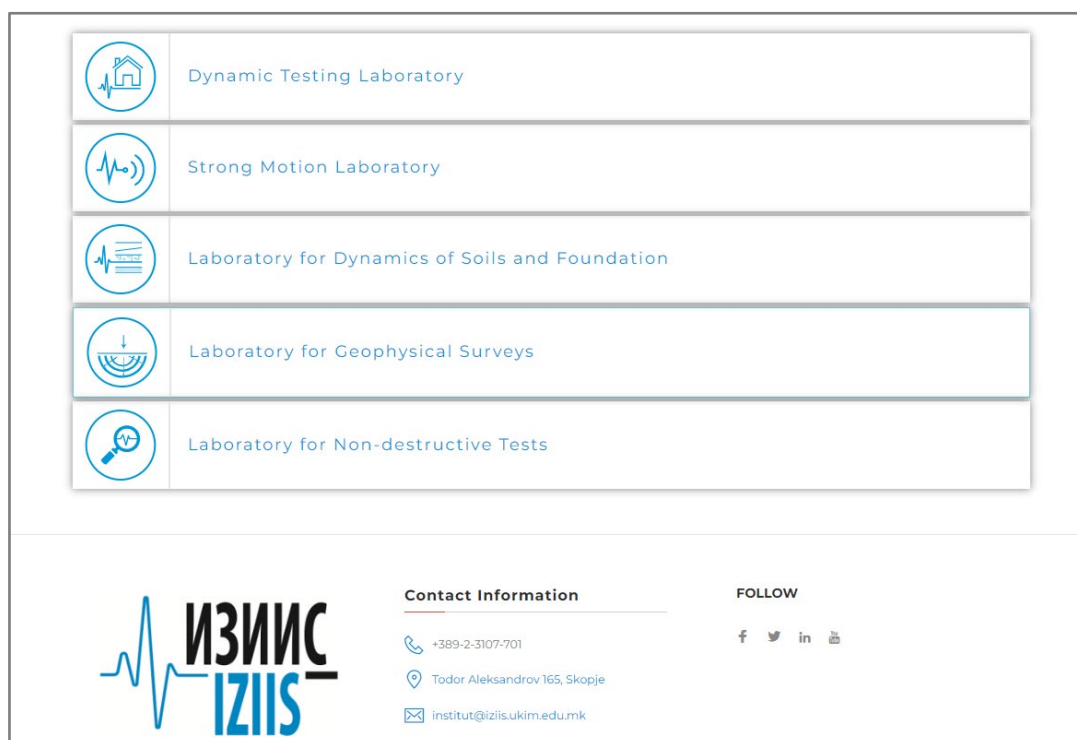 Dynamic Testing Laboratory
Strong Motion Laboratory
Laboratory for Dynamics of Soils and Foundation
Laboratory for Geophysical Surveys
Laboratory for Non-destructive Tests
ИЗИИС
IZIIS
Contact Information
+389-2-3107-701
Todor Aleksandrov 165, Skopje
institut@iziis.ukim.edu.mk
FOLLOW